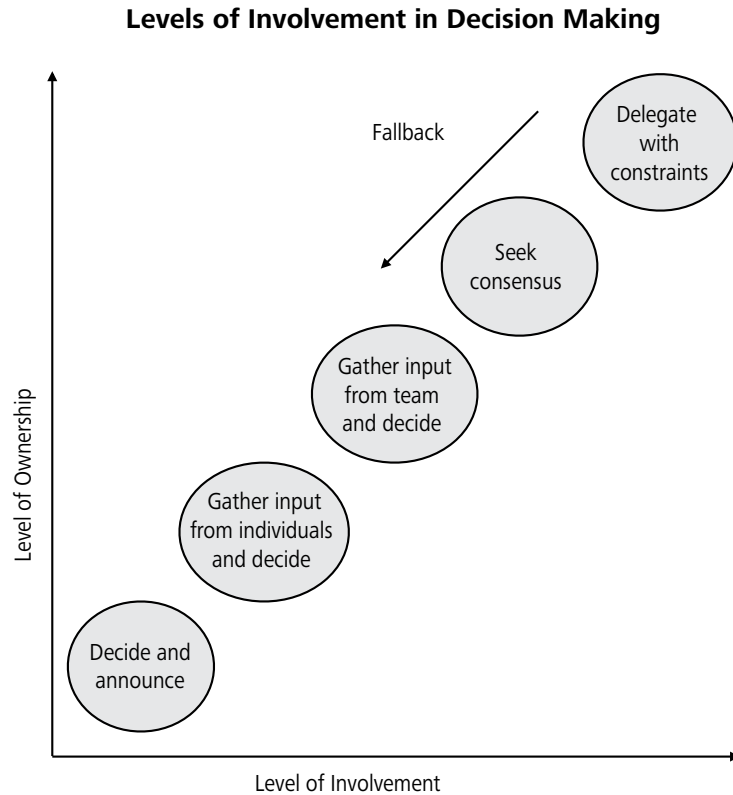 Levels of Involvement in Decision Making
Fallback
Delegate
with
constraints
Seek
consensus
Gather input
from team
and decide
Gather input
from individuals
and decide
Decide and
announce
Level of Ownership
Level of Involvement